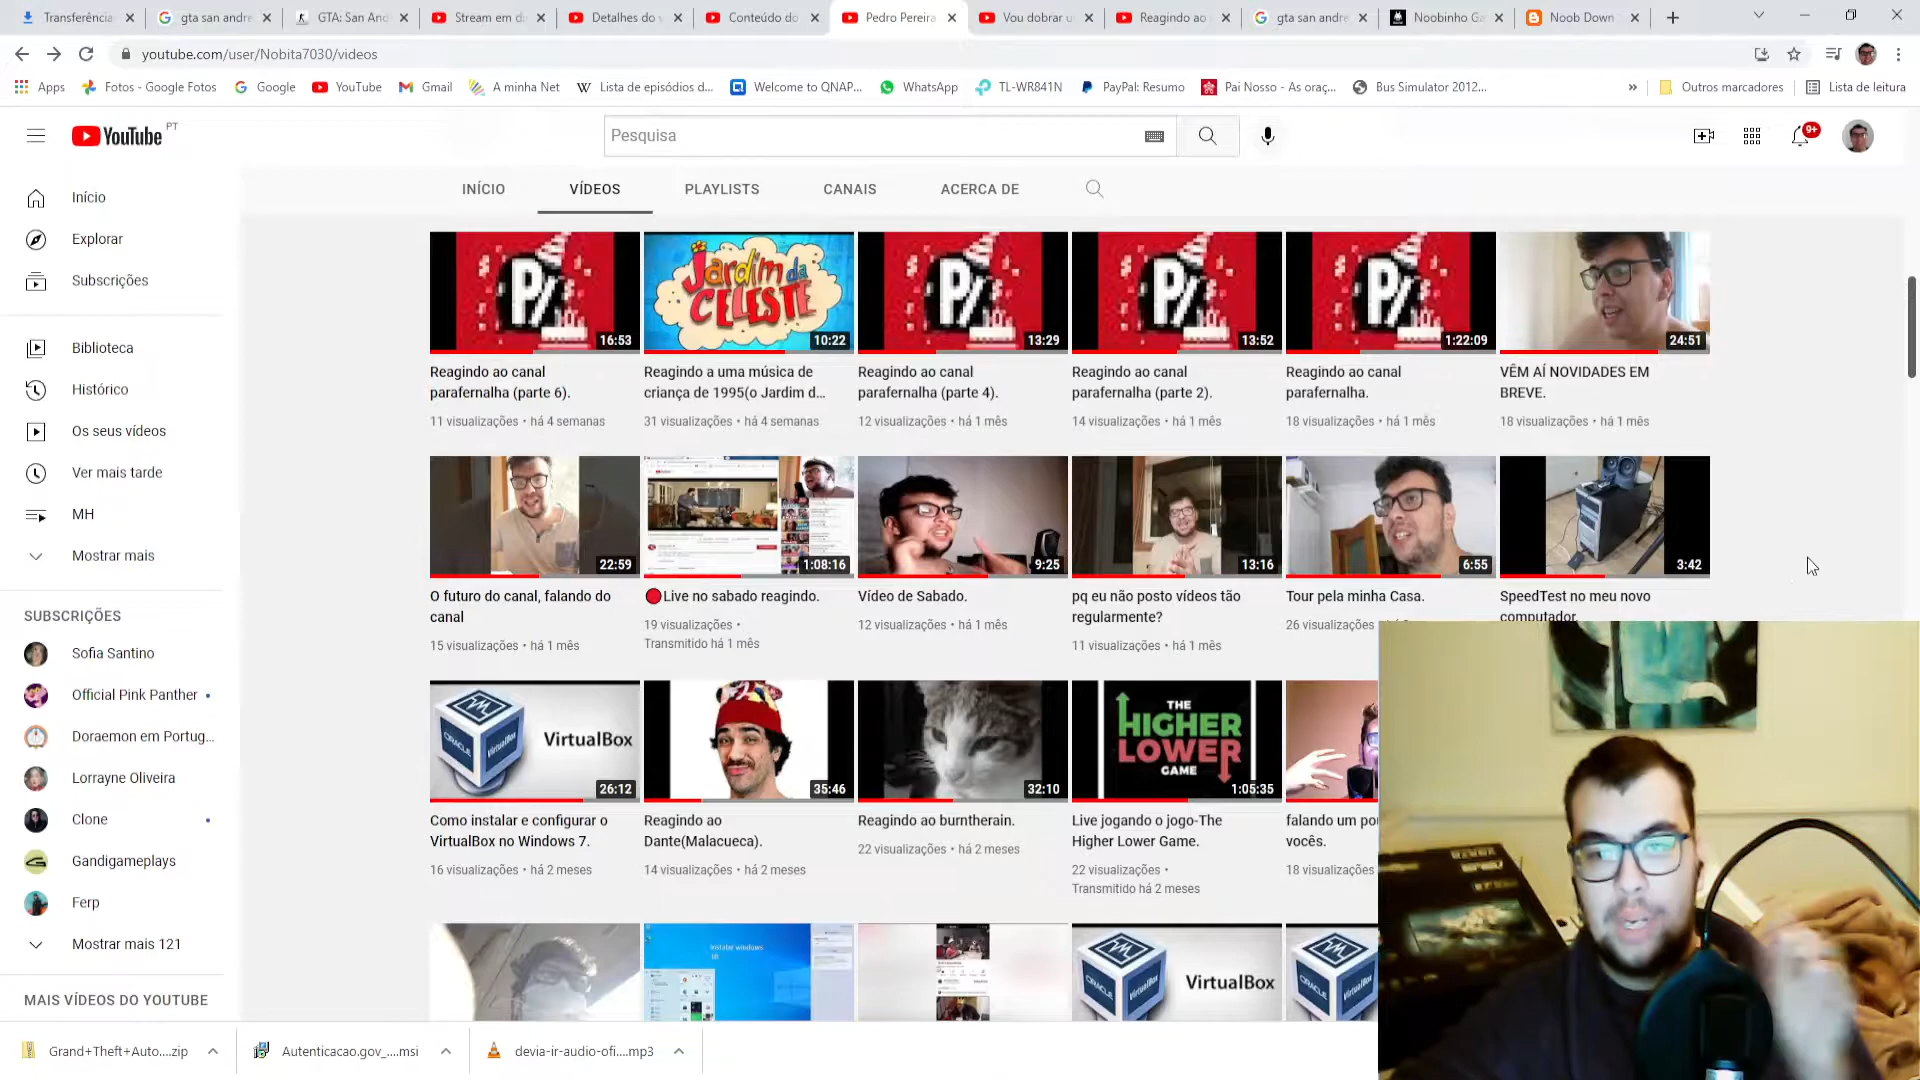 Transferência
gta san andre
GTA: San And
Stream em di
Detalhes do v
Conteúdo do
Pedro Pereira
Vou dobrar u
Reagindo ao
gta san andre
Noobinho Ga
Noob Down
youtube.com/user/Nobita7030/videos
Apps
Fotos - Google Fotos
Google
YouTube
Gmail
A minha Net
Lista de episódios d...
Welcome to QNAP...
WhatsApp
TL-WR841N
PayPal: Resumo
Pai Nosso - As oraç...
Bus Simulator 2012...
»
Outros marcadores
Lista de leitura
YouTube PT
Pesquisa
9+
INÍCIO
VÍDEOS
PLAYLISTS
CANAIS
ACERCA DE
Início
Explorar
Subscrições
Biblioteca
Histórico
Os seus vídeos
Ver mais tarde
MH
Mostrar mais
SUBSCRIÇÕES
Sofia Santino
Official Pink Panther
Doraemon em Portug...
Lorrayne Oliveira
Clone
Gandigameplays
Ferp
Mostrar mais 121
MAIS VÍDEOS DO YOUTUBE
P/
16:53
Reagindo ao canal
parafernalha (parte 6).
11 visualizações • há 4 semanas
Jardim da
CELESTE
10:22
Reagindo a uma música de
criança de 1995(o Jardim d...
31 visualizações • há 4 semanas
P/
13:29
Reagindo ao canal
parafernalha (parte 4).
12 visualizações • há 1 mês
P/
13:52
Reagindo ao canal
parafernalha (parte 2).
14 visualizações • há 1 mês
P/
1:22:09
Reagindo ao canal
parafernalha.
18 visualizações • há 1 mês
24:51
VÊM AÍ NOVIDADES EM
BREVE.
18 visualizações • há 1 mês
22:59
O futuro do canal, falando do
canal
15 visualizações • há 1 mês
1:08:16
Live no sabado reagindo.
19 visualizações •
Transmitido há 1 mês
9:25
Vídeo de Sabado.
12 visualizações • há 1 mês
13:16
pq eu não posto vídeos tão
regularmente?
11 visualizações • há 1 mês
6:55
Tour pela minha Casa.
26 visualizações
3:42
SpeedTest no meu novo
computador.
ORACLE
VirtualBox
VirtualBox
26:12
Como instalar e configurar o
VirtualBox no Windows 7.
16 visualizações • há 2 meses
35:46
Reagindo ao
Dante(Malacueca).
14 visualizações • há 2 meses
32:10
Reagindo ao burntherain.
22 visualizações • há 2 meses
THE
HIGHER
LOWER
GAME
1:05:35
Live jogando o jogo-The
Higher Lower Game.
22 visualizações •
Transmitido há 2 meses
falando um po
vocês.
18 visualizações
Instalar windows
ORACLE
VirtualBox
VirtualBox
ORACLE
Grand+Theft+Auto....zip
Autenticacao.gov_....msi
devia-ir-audio-ofi....mp3